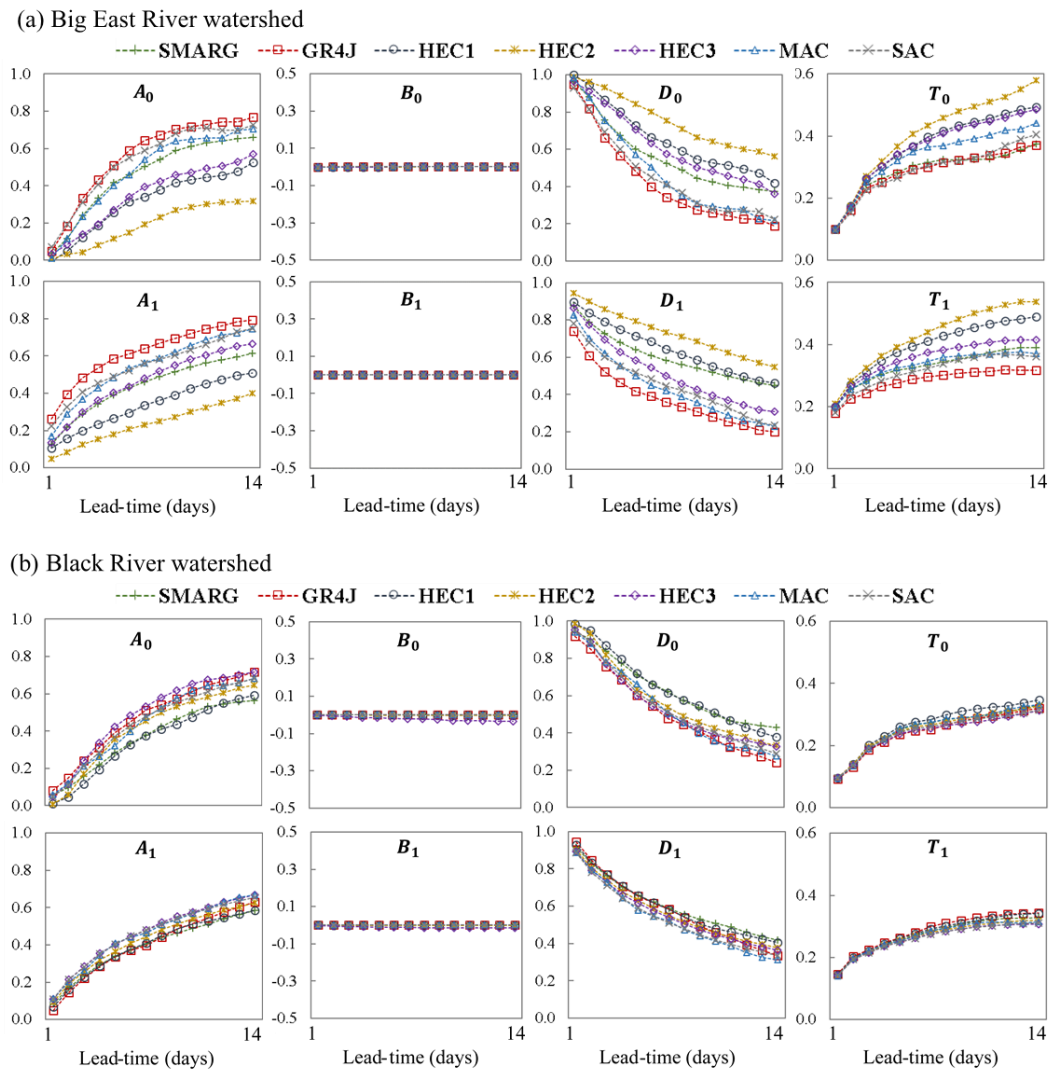 (a) Big East River watershed
SMARG GR4J HEC1 HEC2 HEC3 MAC SAC
1.0 0.8 0.6 0.4 0.2 0.0
A0
0.5 0.3 0.1 -0.1 -0.3 -0.5
B0
1.0 0.8 0.6 0.4 0.2 0.0
D0
0.6 0.4 0.2 0.0
T0
1.0 0.8 0.6 0.4 0.2 0.0
A1
0.5 0.3 0.1 -0.1 -0.3 -0.5
B1
1.0 0.8 0.6 0.4 0.2 0.0
D1
0.6 0.4 0.2 0.0
T1
1 14 1 14 1 14 1 14
Lead-time (days) Lead-time (days) Lead-time (days) Lead-time (days)
(b) Black River watershed
SMARG GR4J HEC1 HEC2 HEC3 MAC SAC
1.0 0.8 0.6 0.4 0.2 0.0
A0
0.5 0.3 0.1 -0.1 -0.3 -0.5
B0
1.0 0.8 0.6 0.4 0.2 0.0
D0
0.6 0.4 0.2 0.0
T0
1.0 0.8 0.6 0.4 0.2 0.0
A1
0.5 0.3 0.1 -0.1 -0.3 -0.5
B1
1.0 0.8 0.6 0.4 0.2 0.0
D1
0.6 0.4 0.2 0.0
T1
1 14 1 14 1 14 1 14
Lead-time (days) Lead-time (days) Lead-time (days) Lead-time (days)